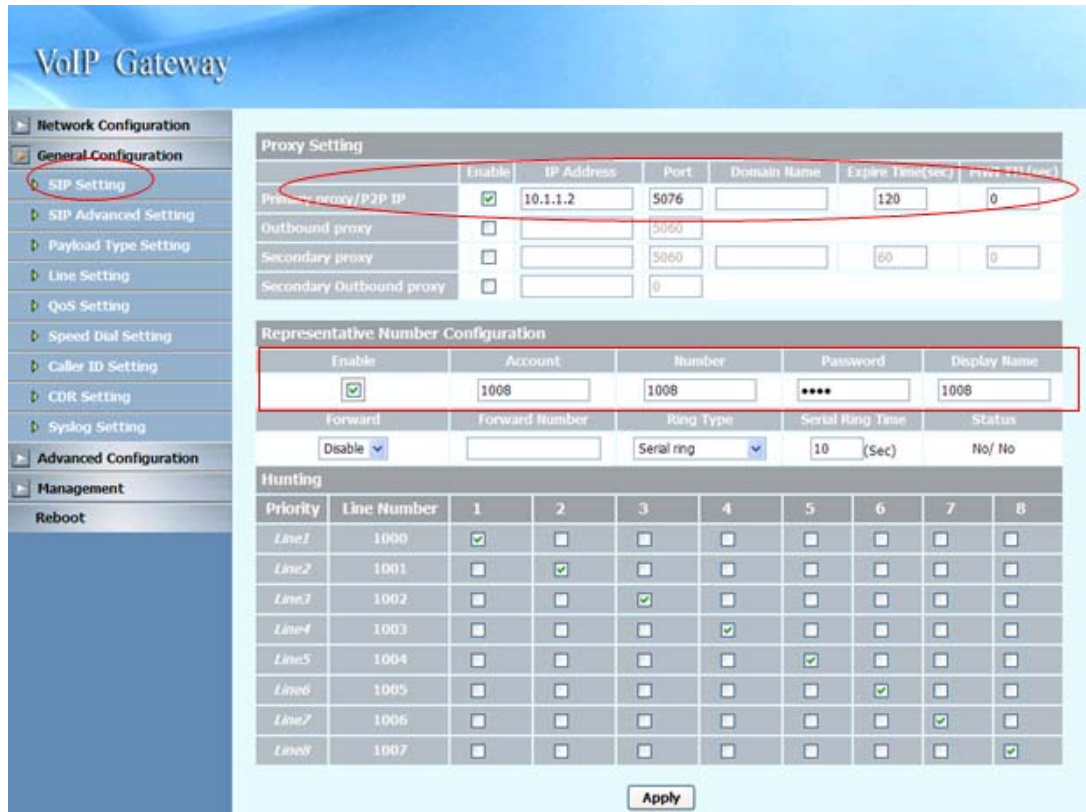 VoIP Gateway
Network Configuration
General Configuration
SIP Setting
SIP Advanced Setting
Payload Type Setting
Line Setting
QoS Setting
Speed Dial Setting
Caller ID Setting
CDR Setting
Syslog Setting
Advanced Configuration
Management
Reboot
Proxy Setting
Enable IP Address Port Domain Name Expire Time(sec) MWI TTL(sec)
Primary proxy/P2P IP 10.1.1.2 5076 120 0
Outbound proxy 5060
Secondary proxy 5060 60 0
Secondary Outbound proxy 0
Representative Number Configuration
Enable Account Number Password Display Name
1008 1008 •••• 1008
Forward Forward Number Ring Type Serial Ring Time Status
Disable Serial ring 10 (Sec) No/ No
Hunting
Priority Line Number 1 2 3 4 5 6 7 8
Line1 1000
Line2 1001
Line3 1002
Line4 1003
Line5 1004
Line6 1005
Line7 1006
Line8 1007
Apply